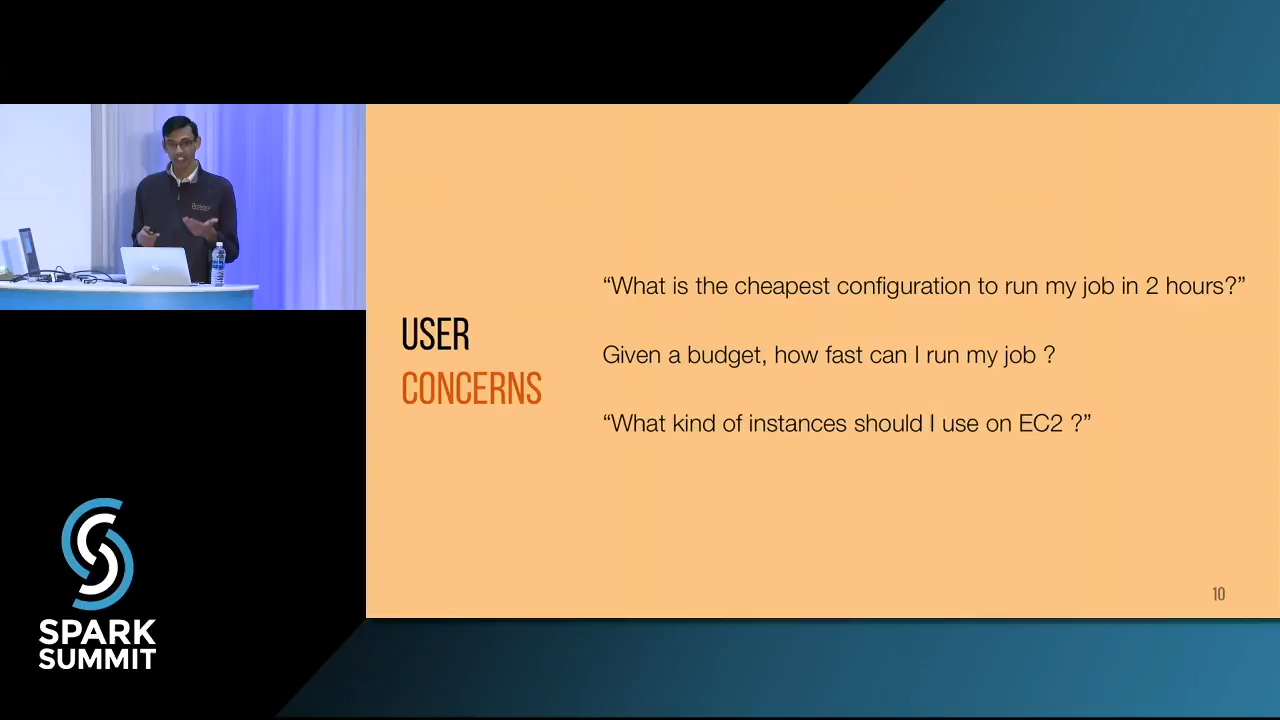 USER
CONCERNS
“What is the cheapest configuration to run my job in 2 hours?”
Given a budget, how fast can I run my job ?
“What kind of instances should I use on EC2 ?”
10
SPARK
SUMMIT